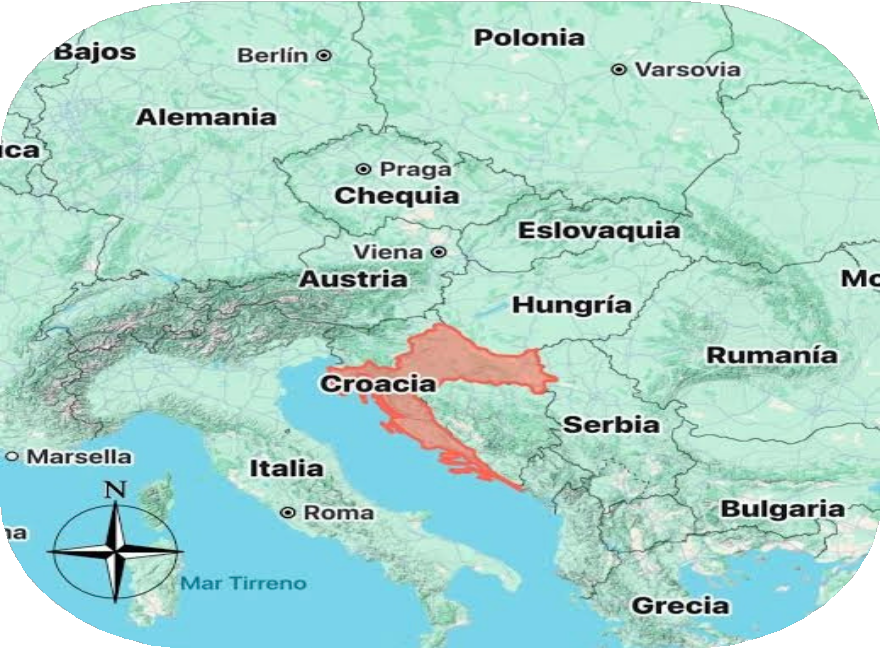 Bajos
Berlín
Polonia
Varsovia
Alemania
Praga
Chequia
Eslovaquia
Viena
Austria
Hungría
Rumanía
Croacia
Serbia
Marsella
Italia
N
Roma
Bulgaria
Mar Tirreno
Grecia